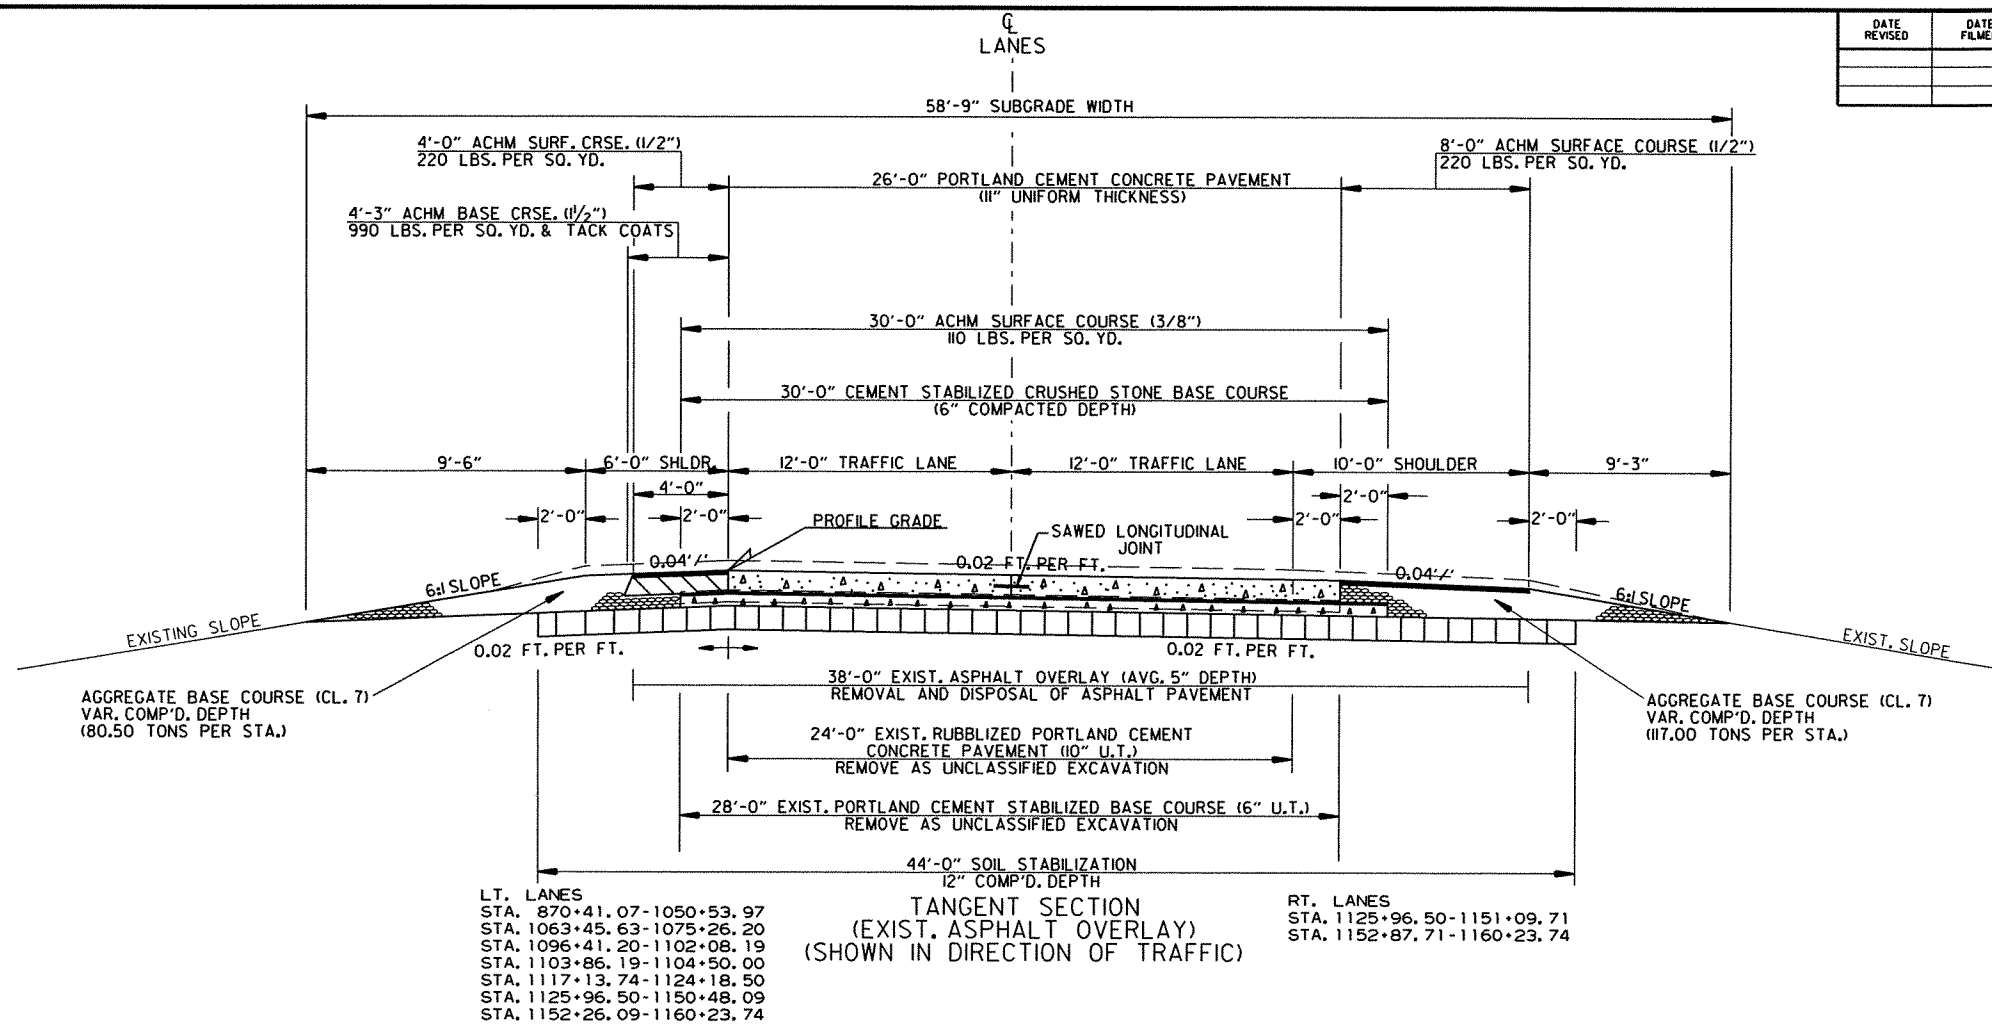 ℄
LANES
DATE REVISED
DATE
58'-9" SUBGRADE WIDTH
4'-0" ACHM SURF. CRSE. (1/2")
220 LBS. PER SQ. YD.
8'-0" ACHM SURFACE COURSE (1/2")
220 LBS. PER SQ. YD.
26'-0" PORTLAND CEMENT CONCRETE PAVEMENT
(11" UNIFORM THICKNESS)
4'-3" ACHM BASE CRSE. (1 1/2")
990 LBS. PER SQ. YD. & TACK COATS
30'-0" ACHM SURFACE COURSE (3/8")
110 LBS. PER SQ. YD.
30'-0" CEMENT STABILIZED CRUSHED STONE BASE COURSE
(6" COMPACTED DEPTH)
9'-6"
6'-0" SHLDR.
12'-0" TRAFFIC LANE
12'-0" TRAFFIC LANE
10'-0" SHOULDER
9'-3"
4'-0"
2'-0"
2'-0"
2'-0"
2'-0"
2'-0"
PROFILE GRADE
SAWED LONGITUDINAL
JOINT
0.04'/'
0.02 FT. PER FT.
0.04'/'
6:1 SLOPE
6:1 SLOPE
EXISTING SLOPE
EXIST. SLOPE
0.02 FT. PER FT.
0.02 FT. PER FT.
AGGREGATE BASE COURSE (CL. 7)
VAR. COMP'D. DEPTH
(80.50 TONS PER STA.)
38'-0" EXIST. ASPHALT OVERLAY (AVG. 5" DEPTH)
REMOVAL AND DISPOSAL OF ASPHALT PAVEMENT
AGGREGATE BASE COURSE (CL. 7)
VAR. COMP'D. DEPTH
(117.00 TONS PER STA.)
24'-0" EXIST. RUBBLIZED PORTLAND CEMENT
CONCRETE PAVEMENT (10" U.T.)
REMOVE AS UNCLASSIFIED EXCAVATION
28'-0" EXIST. PORTLAND CEMENT STABILIZED BASE COURSE (6" U.T.)
REMOVE AS UNCLASSIFIED EXCAVATION
44'-0" SOIL STABILIZATION
12" COMP'D. DEPTH
LT. LANES
STA. 870+41.07-1050+53.97
STA. 1063+45.63-1075+26.20
STA. 1096+41.20-1102+08.19
STA. 1103+86.19-1104+50.00
STA. 1117+13.74-1124+18.50
STA. 1125+96.50-1150+48.09
STA. 1152+26.09-1160+23.74
TANGENT SECTION
(EXIST. ASPHALT OVERLAY)
(SHOWN IN DIRECTION OF TRAFFIC)
RT. LANES
STA. 1125+96.50-1151+09.71
STA. 1152+87.71-1160+23.74